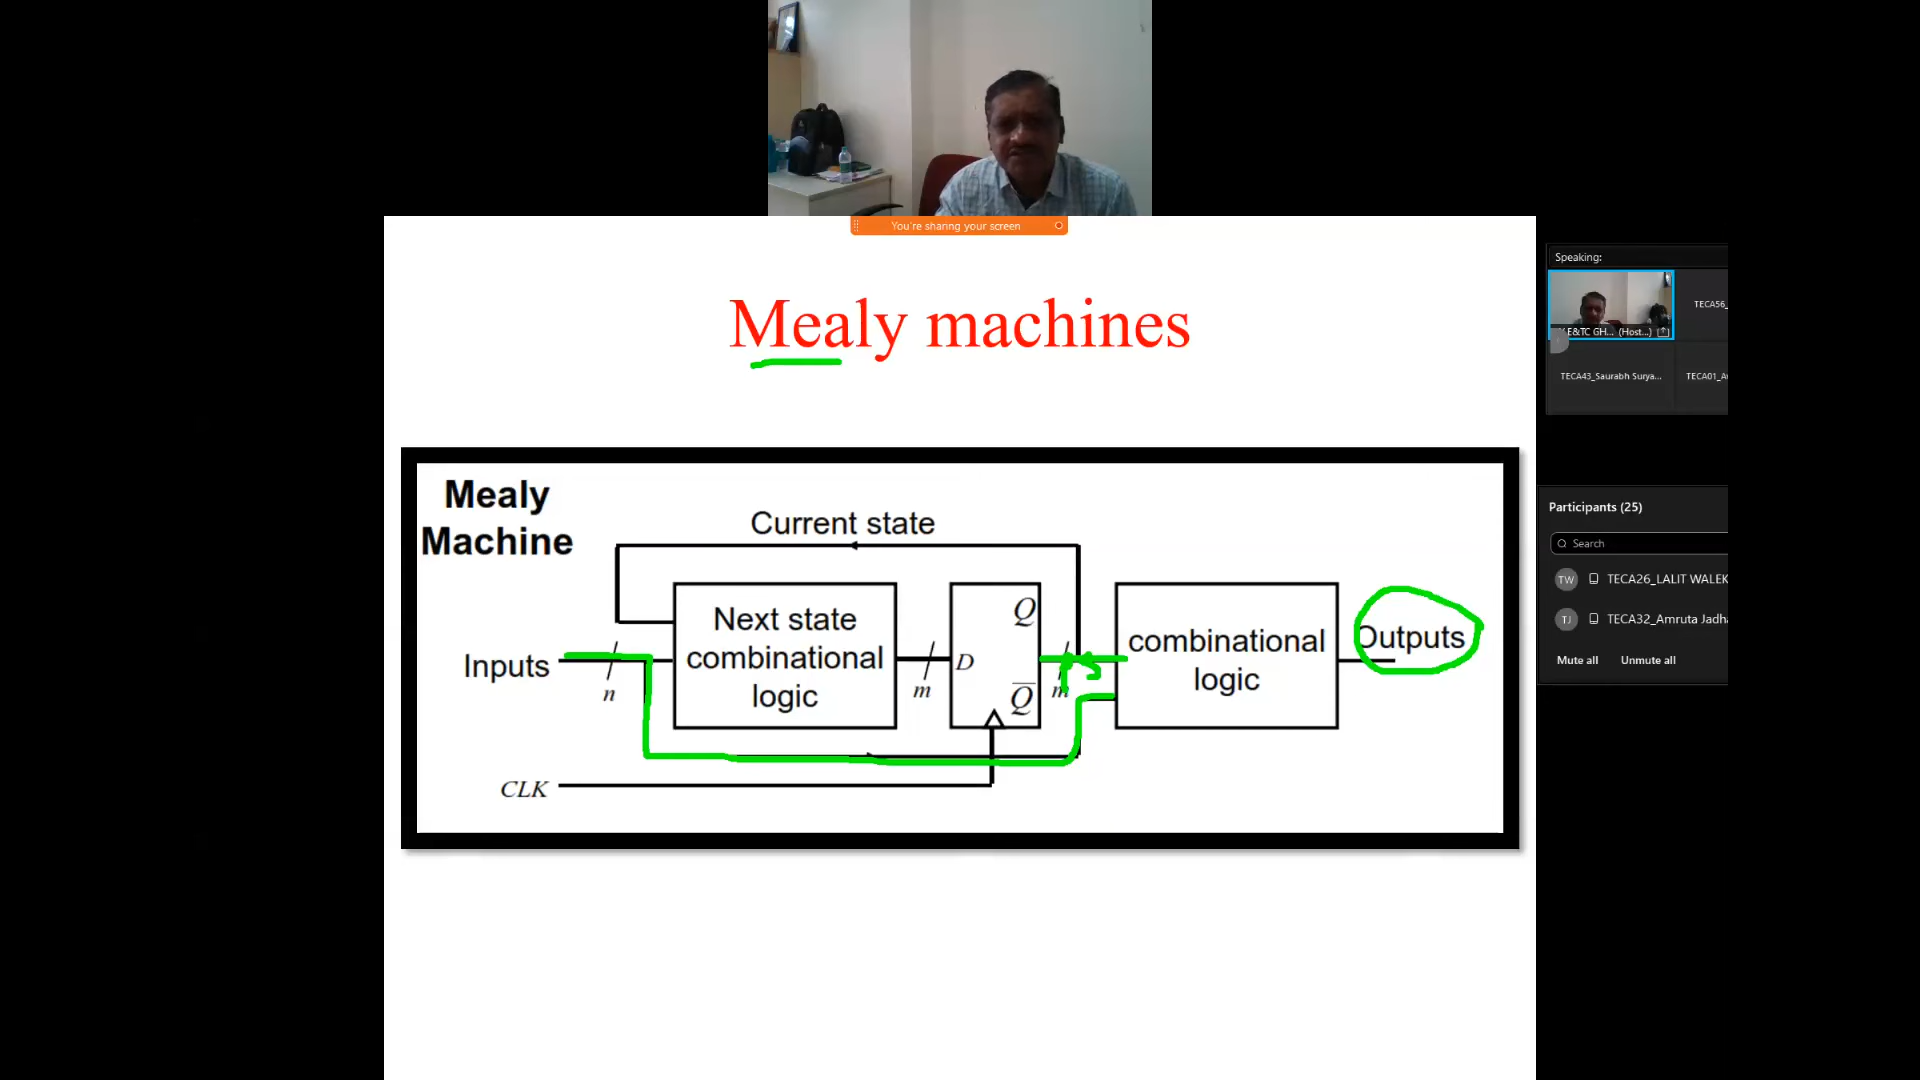 You're sharing your screen
Mealy machines
Mealy
Machine
Current state
Inputs
n
Next state
combinational
logic
m
D
Q
Q̅
m
combinational
logic
Outputs
CLK
Speaking:
E&TC GH... (Host...)
TECA56_
TECA43_Saurabh Surya...
TECA01_A
Participants (25)
Search
TW TECA26_LALIT WALEK
TJ TECA32_Amruta Jadha
Mute all Unmute all